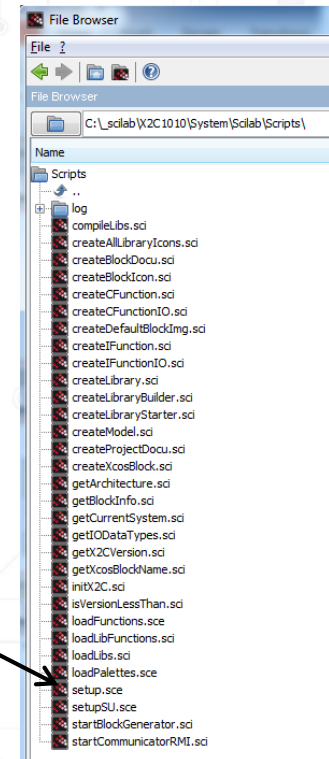 File Browser
File ?
File Browser
C:\_scilab\X2C1010\System\Scilab\Scripts\
Name
Scripts
..
log
compileLibs.sci
createAllLibraryIcons.sci
createBlockDocu.sci
createBlockIcon.sci
createCFunction.sci
createCFunctionIO.sci
createDefaultBlockImg.sci
createIFunction.sci
createIFunctionIO.sci
createLibrary.sci
createLibraryBuilder.sci
createLibraryStarter.sci
createModel.sci
createProjectDocu.sci
createXcosBlock.sci
getArchitecture.sci
getBlockInfo.sci
getCurrentSystem.sci
getIODataTypes.sci
getX2CVersion.sci
getXcosBlockName.sci
initX2C.sci
isVersionLessThan.sci
loadFunctions.sce
loadLibFunctions.sci
loadLibs.sci
loadPalettes.sce
setup.sce
setupSU.sce
startBlockGenerator.sci
startCommunicatorRMI.sci